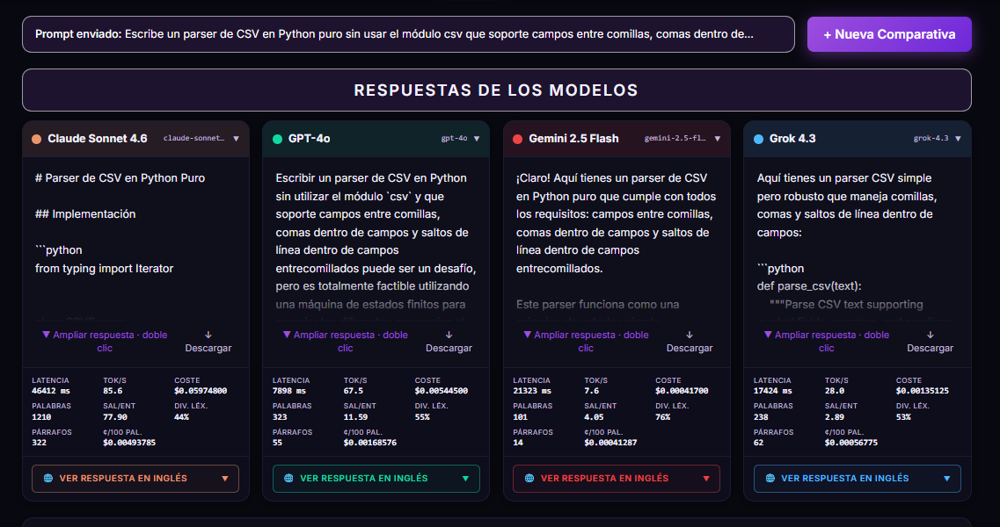 Prompt enviado: Escribe un parser de CSV en Python puro sin usar el módulo csv que soporte campos entre comillas, comas dentro de...
+ Nueva Comparativa
RESPUESTAS DE LOS MODELOS
Claude Sonnet 4.6 claude-sonnet… ▼
# Parser de CSV en Python Puro
## Implementación
```python
from typing import Iterator
▼ Ampliar respuesta · doble
clic
↓
Descargar
LATENCIA TOK/S COSTE
46412 ms 85.6 $0.05974800
PALABRAS SAL/ENT DIV. LÉX.
1210 77.90 44%
PÁRRAFOS ¢/100 PAL.
322 $0.00493785
VER RESPUESTA EN INGLÉS ▼
GPT-4o gpt-4o ▼
Escribir un parser de CSV en Python
sin utilizar el módulo `csv` y que
soporte campos entre comillas,
comas dentro de campos y saltos de
línea dentro de campos
entrecomillados puede ser un desafío,
pero es totalmente factible utilizando
una máquina de estados finitos para
▼ Ampliar respuesta · doble
clic
↓
Descargar
LATENCIA TOK/S COSTE
7898 ms 67.5 $0.00544500
PALABRAS SAL/ENT DIV. LÉX.
323 11.59 55%
PÁRRAFOS ¢/100 PAL.
55 $0.00168576
VER RESPUESTA EN INGLÉS ▼
Gemini 2.5 Flash gemini-2.5-fl… ▼
¡Claro! Aquí tienes un parser de CSV
en Python puro que cumple con todos
los requisitos: campos entre comillas,
comas dentro de campos y saltos de
línea dentro de campos
entrecomillados.
Este parser funciona como una
▼ Ampliar respuesta · doble
clic
↓
Descargar
LATENCIA TOK/S COSTE
21323 ms 7.6 $0.00041700
PALABRAS SAL/ENT DIV. LÉX.
101 4.05 76%
PÁRRAFOS ¢/100 PAL.
14 $0.00041287
VER RESPUESTA EN INGLÉS ▼
Grok 4.3 grok-4.3 ▼
Aquí tienes un parser CSV simple
pero robusto que maneja comillas,
comas y saltos de línea dentro de
campos:
```python
def parse_csv(text):
"""Parse CSV text supporting
▼ Ampliar respuesta · doble
clic
↓
Descargar
LATENCIA TOK/S COSTE
17424 ms 28.0 $0.00135125
PALABRAS SAL/ENT DIV. LÉX.
238 2.89 53%
PÁRRAFOS ¢/100 PAL.
62 $0.00056775
VER RESPUESTA EN INGLÉS ▼